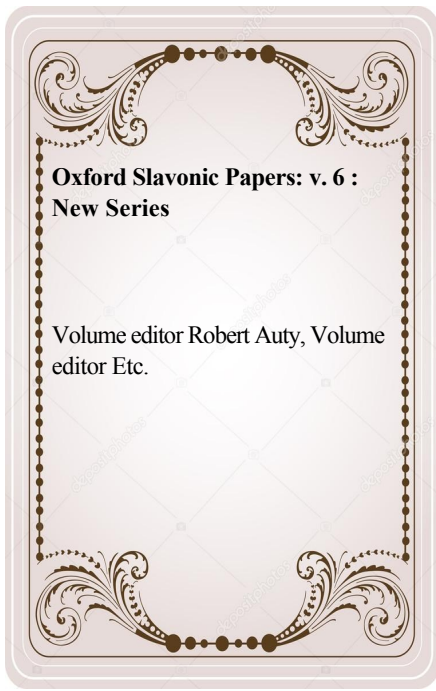 Oxford Slavonic Papers: v. 6 :
New Series
Volume editor Robert Auty, Volume
editor Etc.